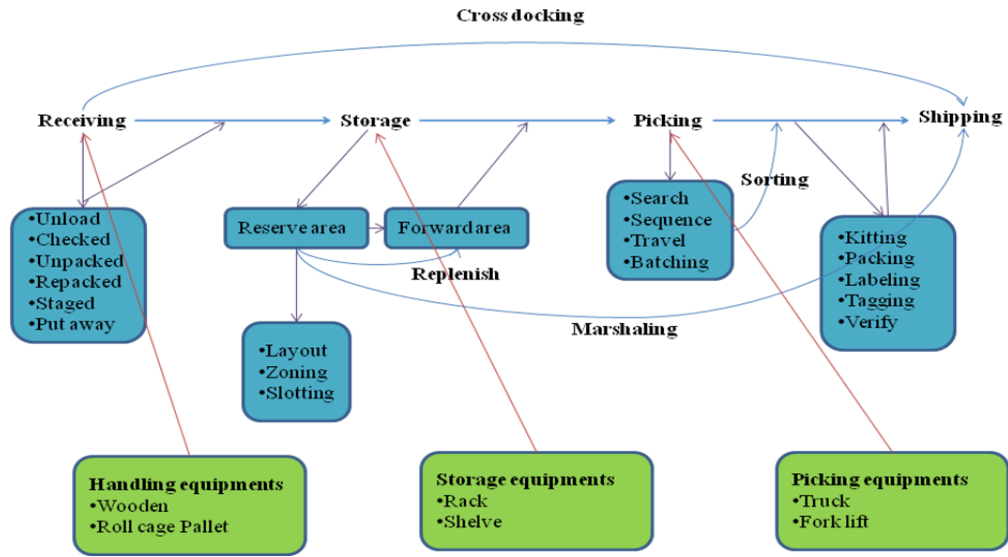 Cross docking
Receiving
Storage
Picking
Shipping
Sorting
•Unload
•Checked
•Unpacked
•Repacked
•Staged
•Put away
Reserve area
Forward area
Replenish
•Search
•Sequence
•Travel
•Batching
•Kitting
•Packing
•Labeling
•Tagging
•Verify
Marshaling
•Layout
•Zoning
•Slotting
Handling equipments
•Wooden
•Roll cage Pallet
Storage equipments
•Rack
•Shelve
Picking equipments
•Truck
•Fork lift